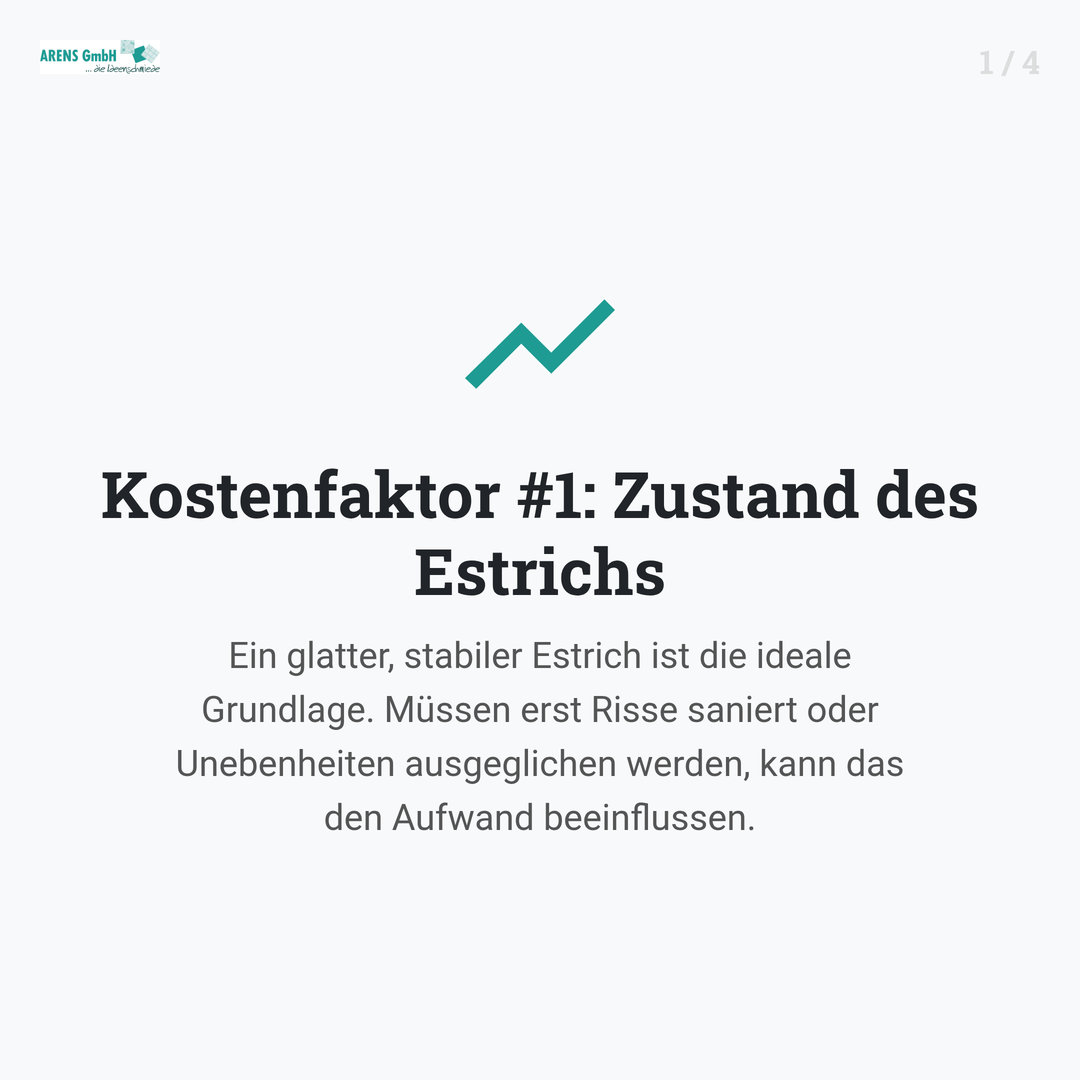 ARENS GmbH
... die Ideenschmiede
1 / 4
Kostenfaktor #1: Zustand des
Estrichs
Ein glatter, stabiler Estrich ist die ideale
Grundlage. Müssen erst Risse saniert oder
Unebenheiten ausgeglichen werden, kann das
den Aufwand beeinflussen.